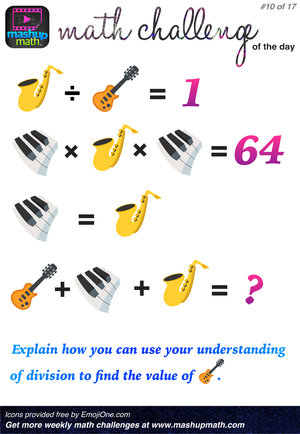 #10 of 17
mashup
math
math challenge
of the day
÷ = 1
× × = 64
=
+ + = ?
Explain how you can use your understanding
of division to find the value of .
Icons provided free by EmojiOne.com
Get more weekly math challenges at www.mashupmath.com